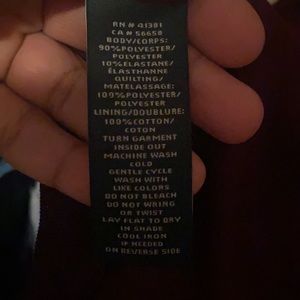 RN # 41381
CA # 56658
BODY/CORPS:
90%POLYESTER/
POLYESTER
10%ELASTANE/
ÉLASTHANNE
QUILTING/
MATELASSAGE:
100%POLYESTER/
POLYESTER
LINING/DOUBLURE:
100%COTTON/
COTON
TURN GARMENT
INSIDE OUT
MACHINE WASH
COLD
GENTLE CYCLE
WASH WITH
LIKE COLORS
DO NOT BLEACH
DO NOT WRING
OR TWIST
LAY FLAT TO DRY
IN SHADE
COOL IRON
IF NEEDED
ON REVERSE SIDE